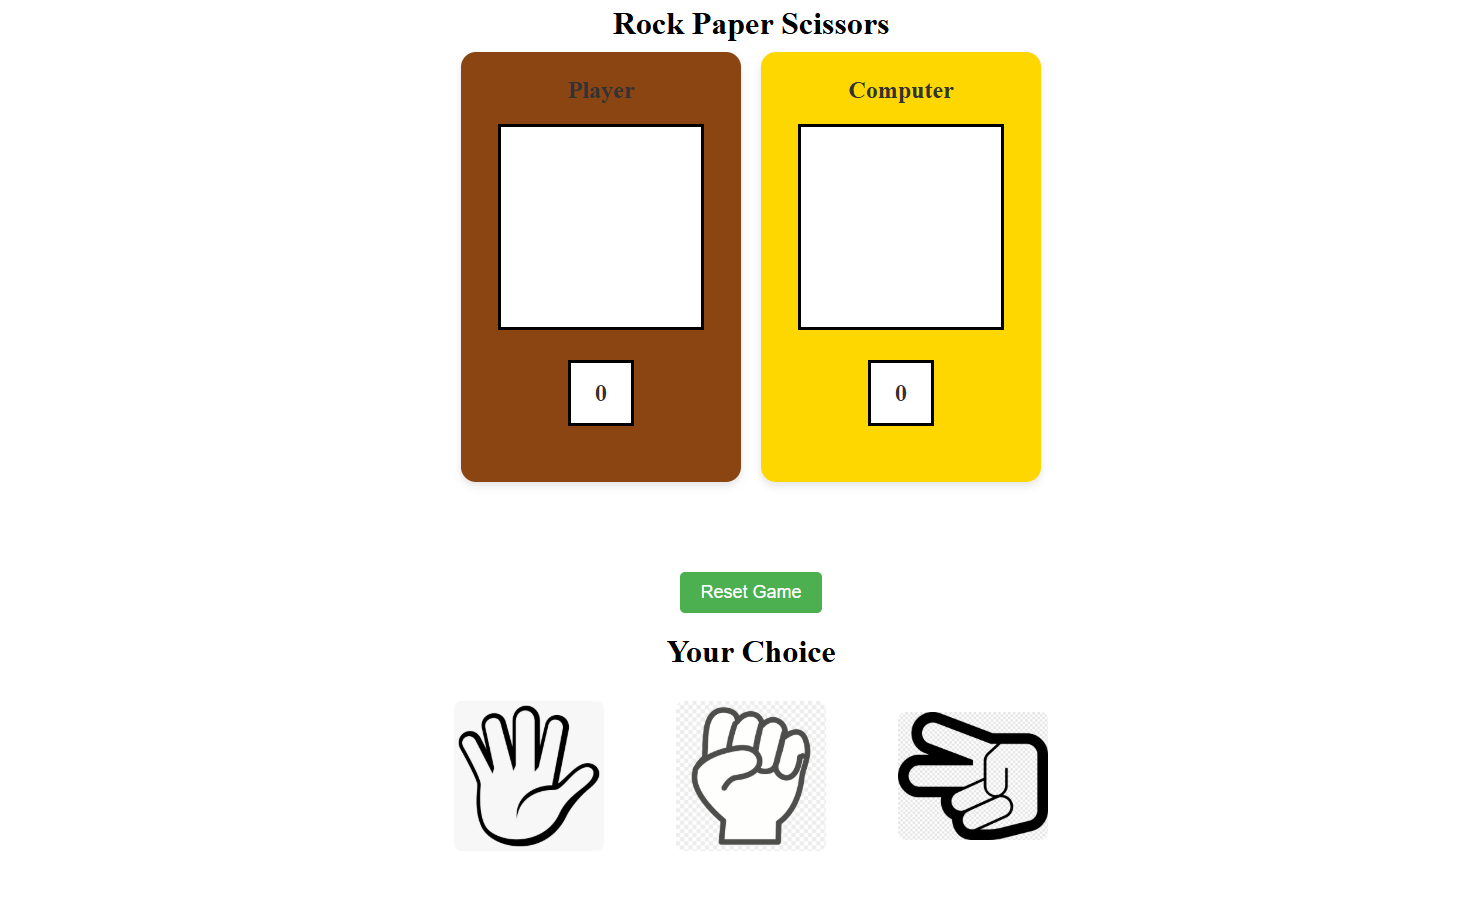 Rock Paper Scissors
Player
Computer
0
0
Reset Game
Your Choice